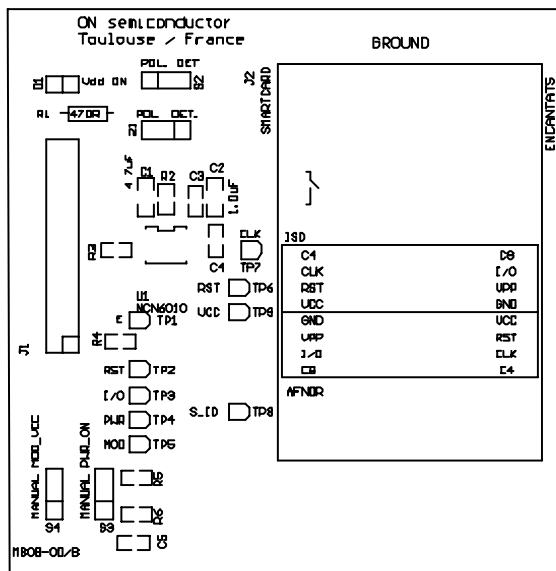 ON semiconductor
Toulouse / France
BROUND
POL DET
D1
Vdd ON
S2
J2
SMARTCARD
ENCANTATS
R1
470R
POL DET.
4.7uF
C1
R2
C3
C2
1.0uF
CLK
TP7
C4
R3
ISO
C4 C8
CLK I/O
RST VPP
VCC GND
GND VCC
VPP RST
I/O CLK
C8 C4
AFNOR
RST TP6
U1
NCN6010
VCC TP9
E TP1
R4
J1
RST TP2
I/O TP3
PWR TP4
S_ID TP8
MOD TP5
MANUAL MOD_VCC
MANUAL PWR_ON
R5
R6
S4
S3
C5
MB08-00/B